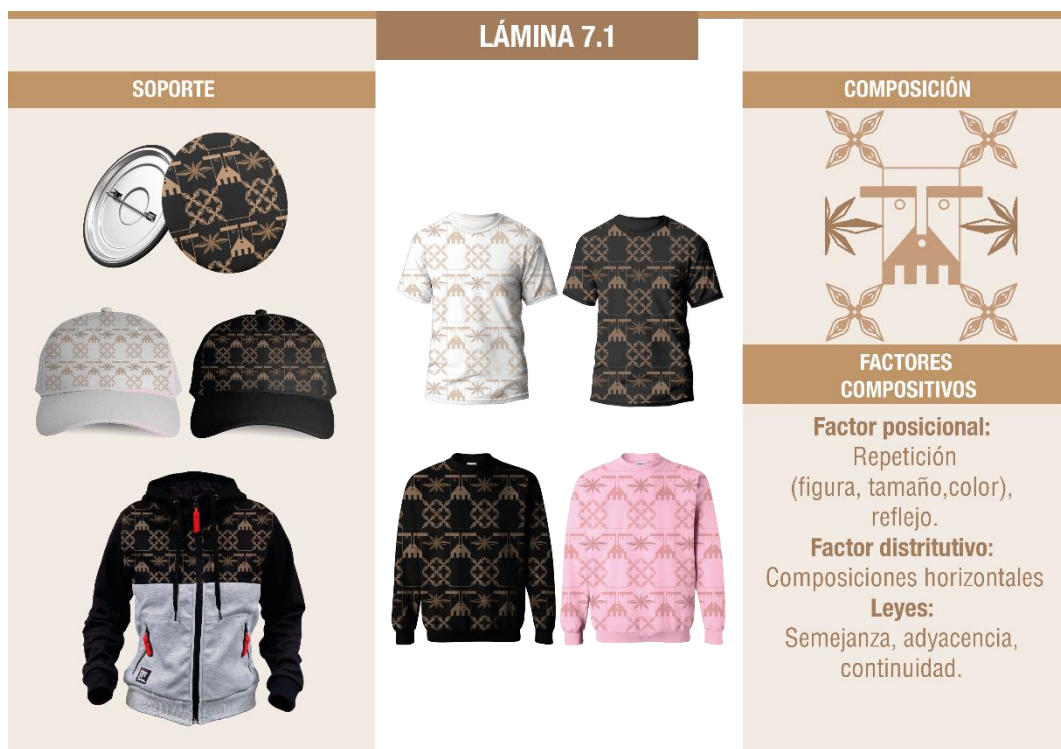 LÁMINA 7.1
SOPORTE
COMPOSICIÓN
FACTORES
COMPOSITIVOS
Factor posicional:
Repetición
(figura, tamaño,color),
reflejo.
Factor distritutivo:
Composiciones horizontales
Leyes:
Semejanza, adyacencia,
continuidad.